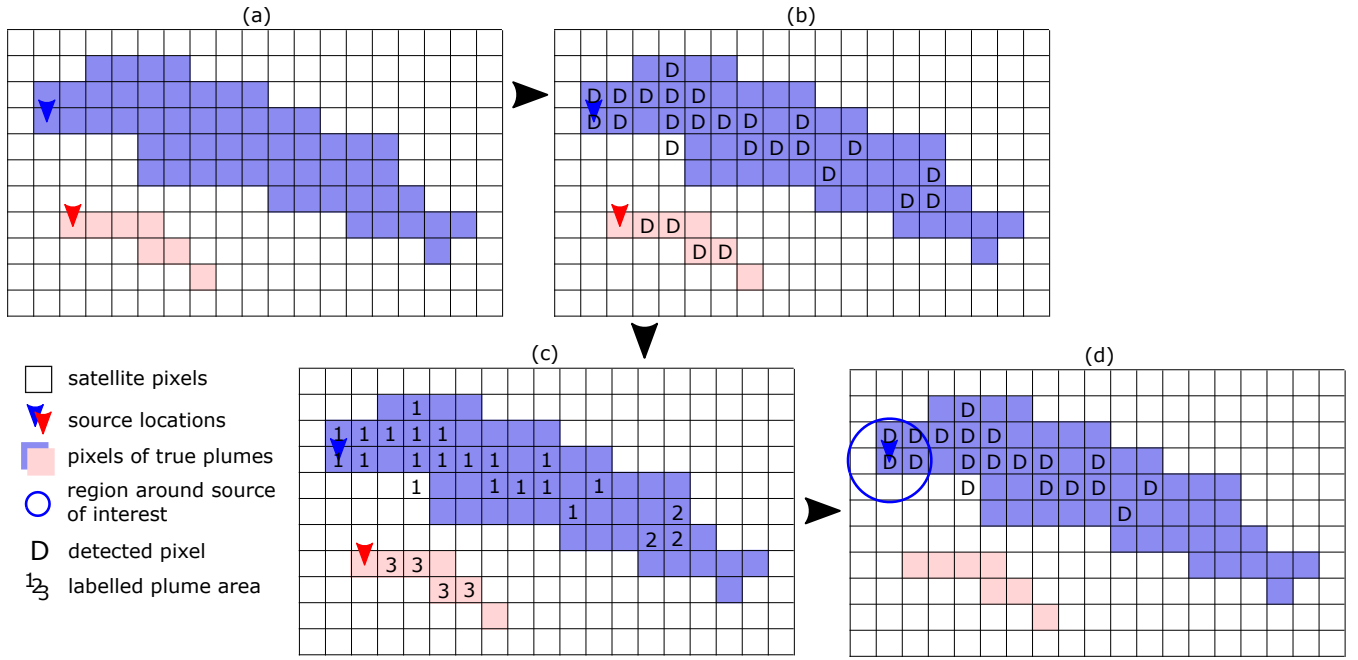 (a)
(b)
D
D D D D D
D D D D D D D
D D D D D
D D
D D
D D
D D
(c)
1
1 1 1 1 1
1 1 1 1 1 1 1
1 1 1 1 1
1 2
2 2
3 3
3 3
(d)
D
D D D D D
D D D D D D D
D D D D D
D
satellite pixels
source locations
pixels of true plumes
region around source
of interest
D detected pixel
123 labelled plume area